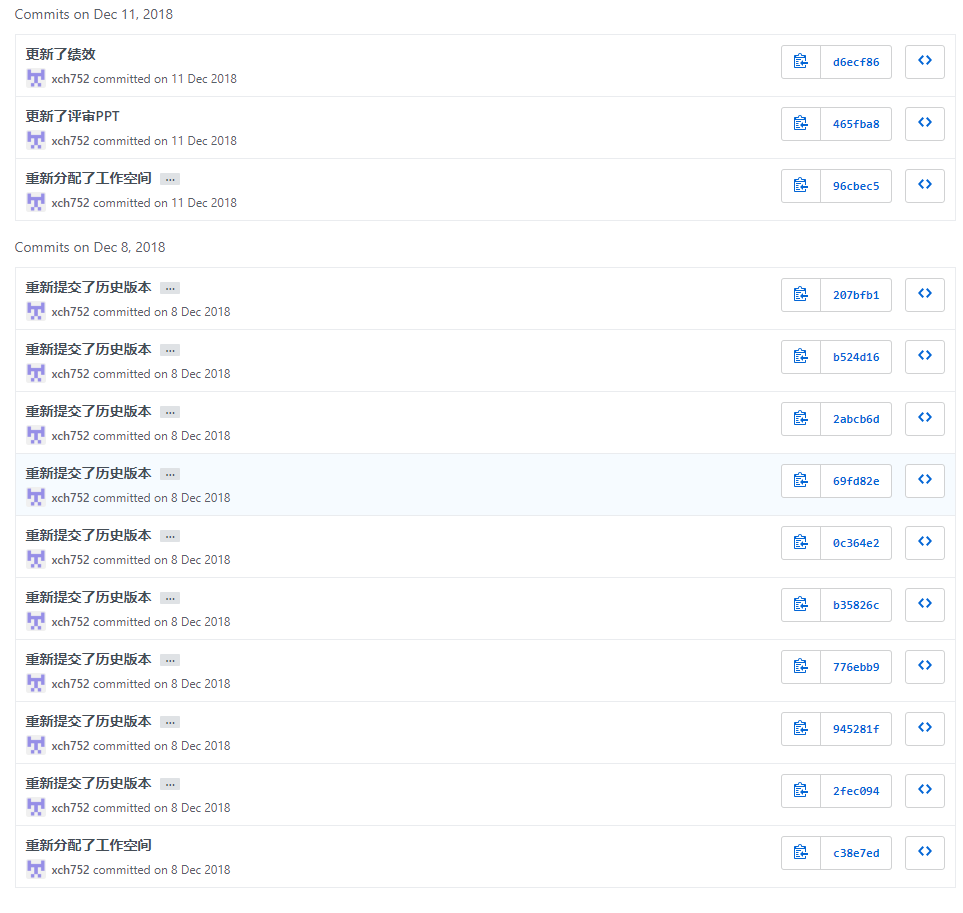 Commits on Dec 11, 2018
更新了绩效
xch752 committed on 11 Dec 2018
d6ecf86
更新了评审PPT
xch752 committed on 11 Dec 2018
465fba8
重新分配了工作空间 …
xch752 committed on 11 Dec 2018
96cbec5
Commits on Dec 8, 2018
重新提交了历史版本 …
xch752 committed on 8 Dec 2018
207bfb1
重新提交了历史版本 …
xch752 committed on 8 Dec 2018
b524d16
重新提交了历史版本 …
xch752 committed on 8 Dec 2018
2abcb6d
重新提交了历史版本 …
xch752 committed on 8 Dec 2018
69fd82e
重新提交了历史版本 …
xch752 committed on 8 Dec 2018
0c364e2
重新提交了历史版本 …
xch752 committed on 8 Dec 2018
b35826c
重新提交了历史版本 …
xch752 committed on 8 Dec 2018
776ebb9
重新提交了历史版本 …
xch752 committed on 8 Dec 2018
945281f
重新提交了历史版本 …
xch752 committed on 8 Dec 2018
2fec094
重新分配了工作空间
xch752 committed on 8 Dec 2018
c38e7ed